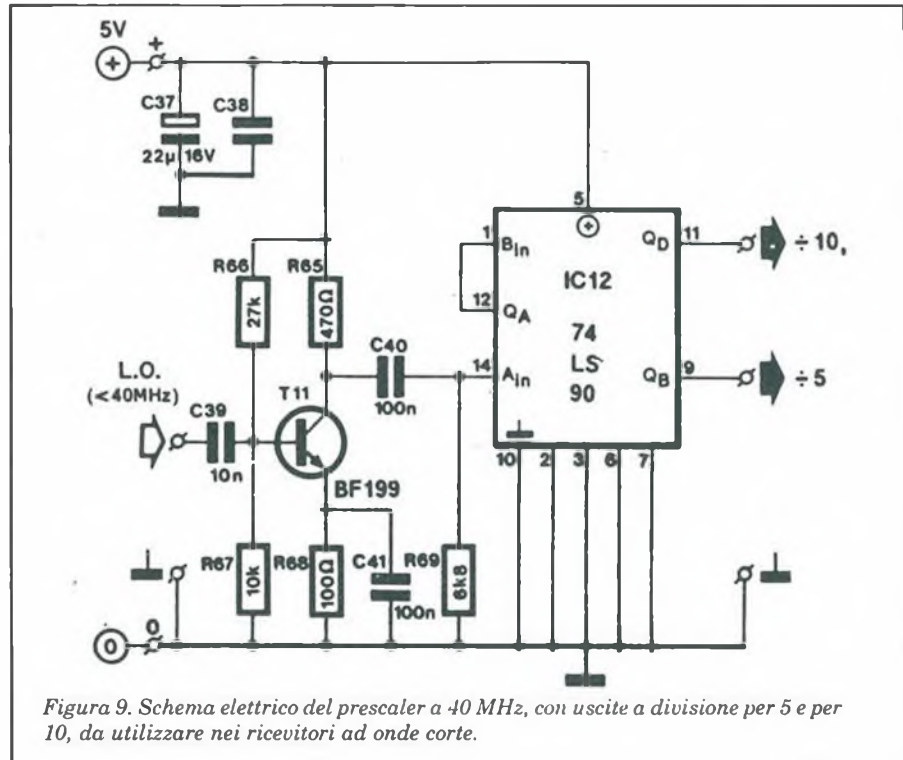 5V
+
+
C37
22µ 16V
C38
R66
27k
R65
470Ω
L.O.
(<40MHz)
C39
10n
T11
BF199
C40
100n
R67
10k
R68
100Ω
C41
100n
R69
6k8
5
+
1
Bin
12
QA
14
Ain
IC12
74
LS
90
QD
11
÷ 10,
QB
9
÷ 5
10
2
3
6
7
0
0
Figura 9. Schema elettrico del prescaler a 40 MHz, con uscite a divisione per 5 e per
10, da utilizzare nei ricevitori ad onde corte.